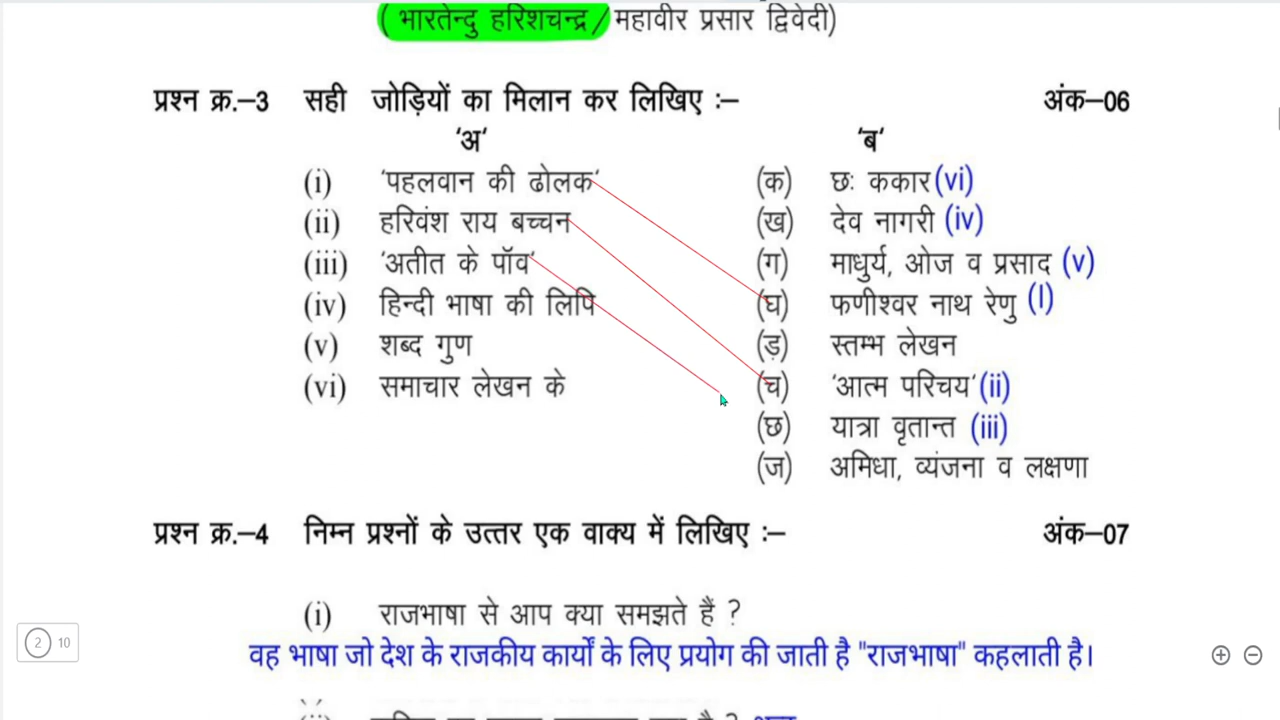 ( भारतेन्दु हरिशचन्द्र / महावीर प्रसार द्विवेदी)
प्रश्न क्र.–3 सही जोड़ियों का मिलान कर लिखिए :– अंक–06
'अ' 'ब'
(i) 'पहलवान की ढोलक' (क) छः ककार (vi)
(ii) हरिवंश राय बच्चन (ख) देव नागरी (iv)
(iii) 'अतीत के पॉव' (ग) माधुर्य, ओज व प्रसाद (v)
(iv) हिन्दी भाषा की लिपि (घ) फणीश्वर नाथ रेणु (I)
(v) शब्द गुण (ड़) स्तम्भ लेखन
(vi) समाचार लेखन के (च) 'आत्म परिचय' (ii)
(छ) यात्रा वृतान्त (iii)
(ज) अमिधा, व्यंजना व लक्षणा
प्रश्न क्र.–4 निम्न प्रश्नों के उत्तर एक वाक्य में लिखिए :– अंक–07
(i) राजभाषा से आप क्या समझते हैं ?
वह भाषा जो देश के राजकीय कार्यों के लिए प्रयोग की जाती है "राजभाषा" कहलाती है।
2 10